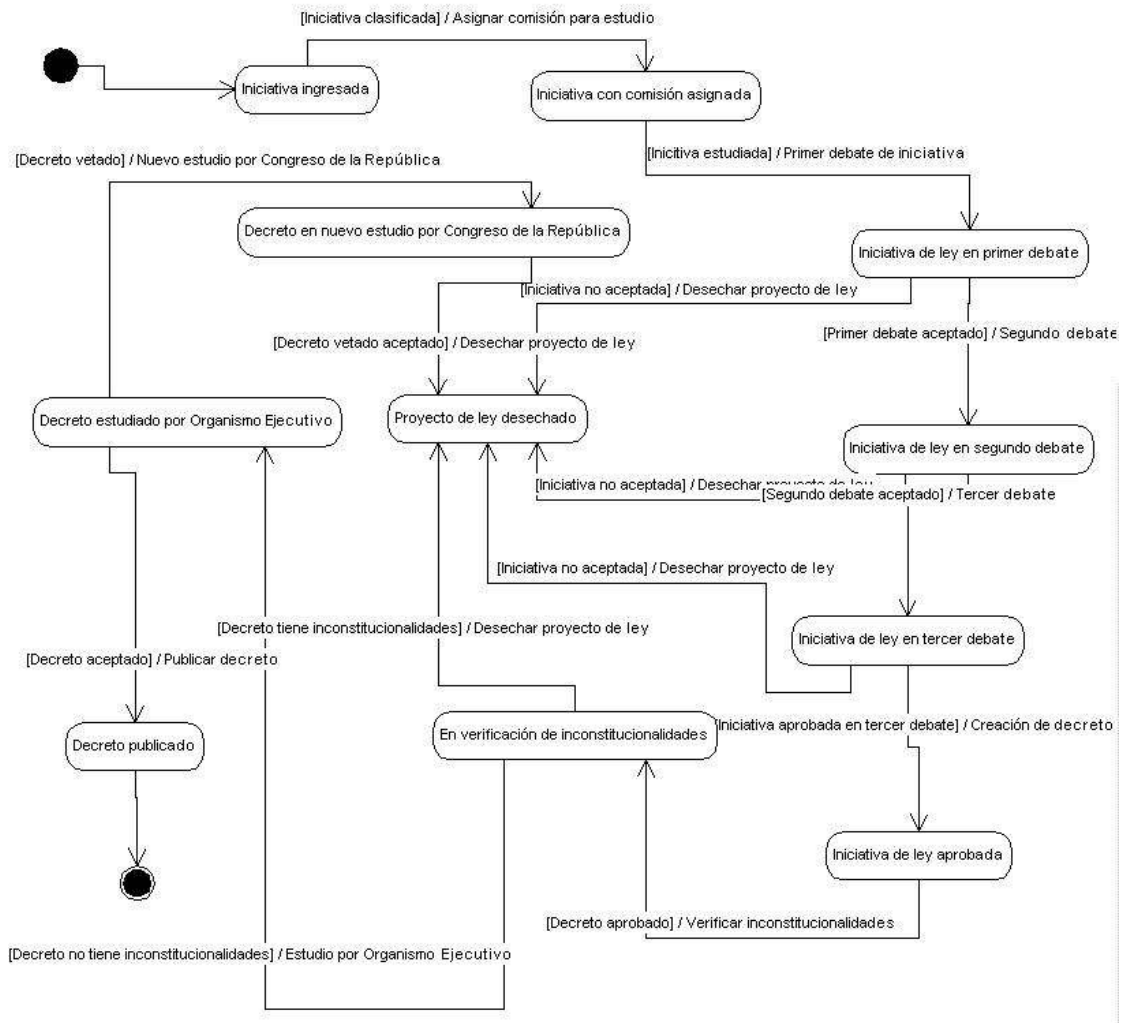 [Iniciativa clasificada] / Asignar comisión para estudio
Iniciativa ingresada
Iniciativa con comisión asignada
[Decreto vetado] / Nuevo estudio por Congreso de la República
[Inicitiva estudiada] / Primer debate de iniciativa
Decreto en nuevo estudio por Congreso de la República
Iniciativa de ley en primer debate
[Iniciativa no aceptada] / Desechar proyecto de ley
[Primer debate aceptado] / Segundo debate
[Decreto vetado aceptado] / Desechar proyecto de ley
Decreto estudiado por Organismo Ejecutivo
Proyecto de ley desechado
Iniciativa de ley en segundo debate
[Iniciativa no aceptada] / Desechar proyecto de ley
[Segundo debate aceptado] / Tercer debate
[Iniciativa no aceptada] / Desechar proyecto de ley
[Decreto tiene inconstitucionalidades] / Desechar proyecto de ley
Iniciativa de ley en tercer debate
[Decreto aceptado] / Publicar decreto
[Iniciativa aprobada en tercer debate] / Creación de decreto
En verificación de inconstitucionalidades
Decreto publicado
Iniciativa de ley aprobada
[Decreto aprobado] / Verificar inconstitucionalidades
[Decreto no tiene inconstitucionalidades] / Estudio por Organismo Ejecutivo